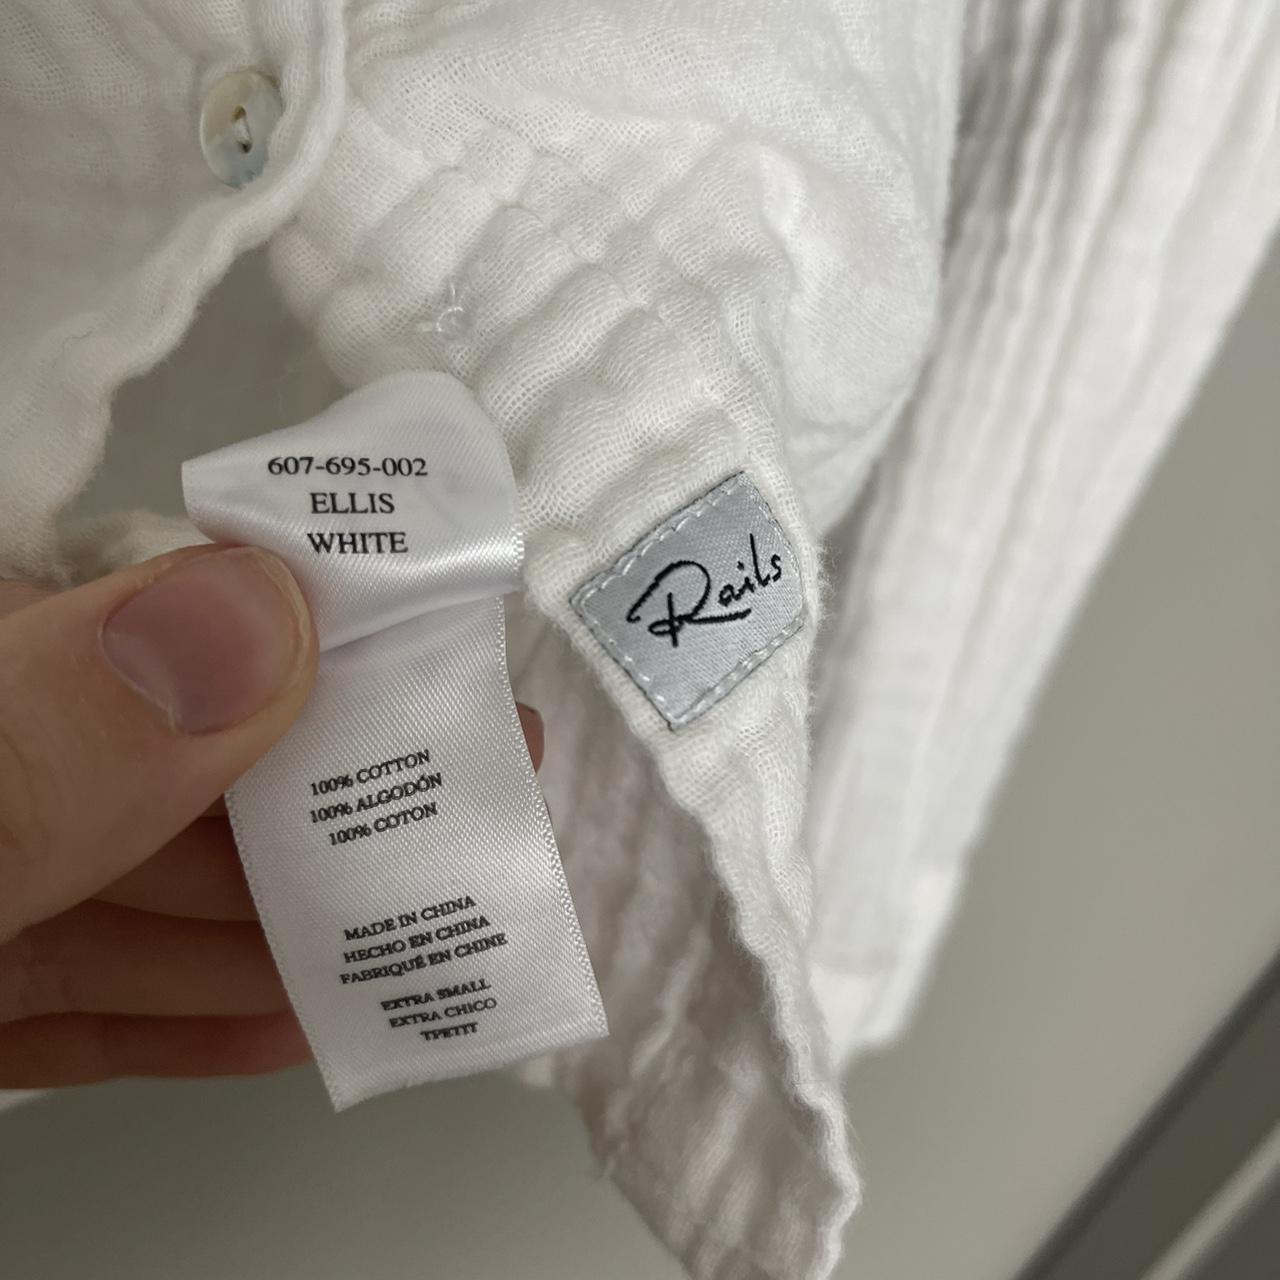 607-695-002
ELLIS
WHITE
Rails
100% COTTON
100% ALGODÓN
100% COTON
MADE IN CHINA
HECHO EN CHINA
FABRIQUÉ EN CHINE
EXTRA SMALL
EXTRA CHICO
TPETIT